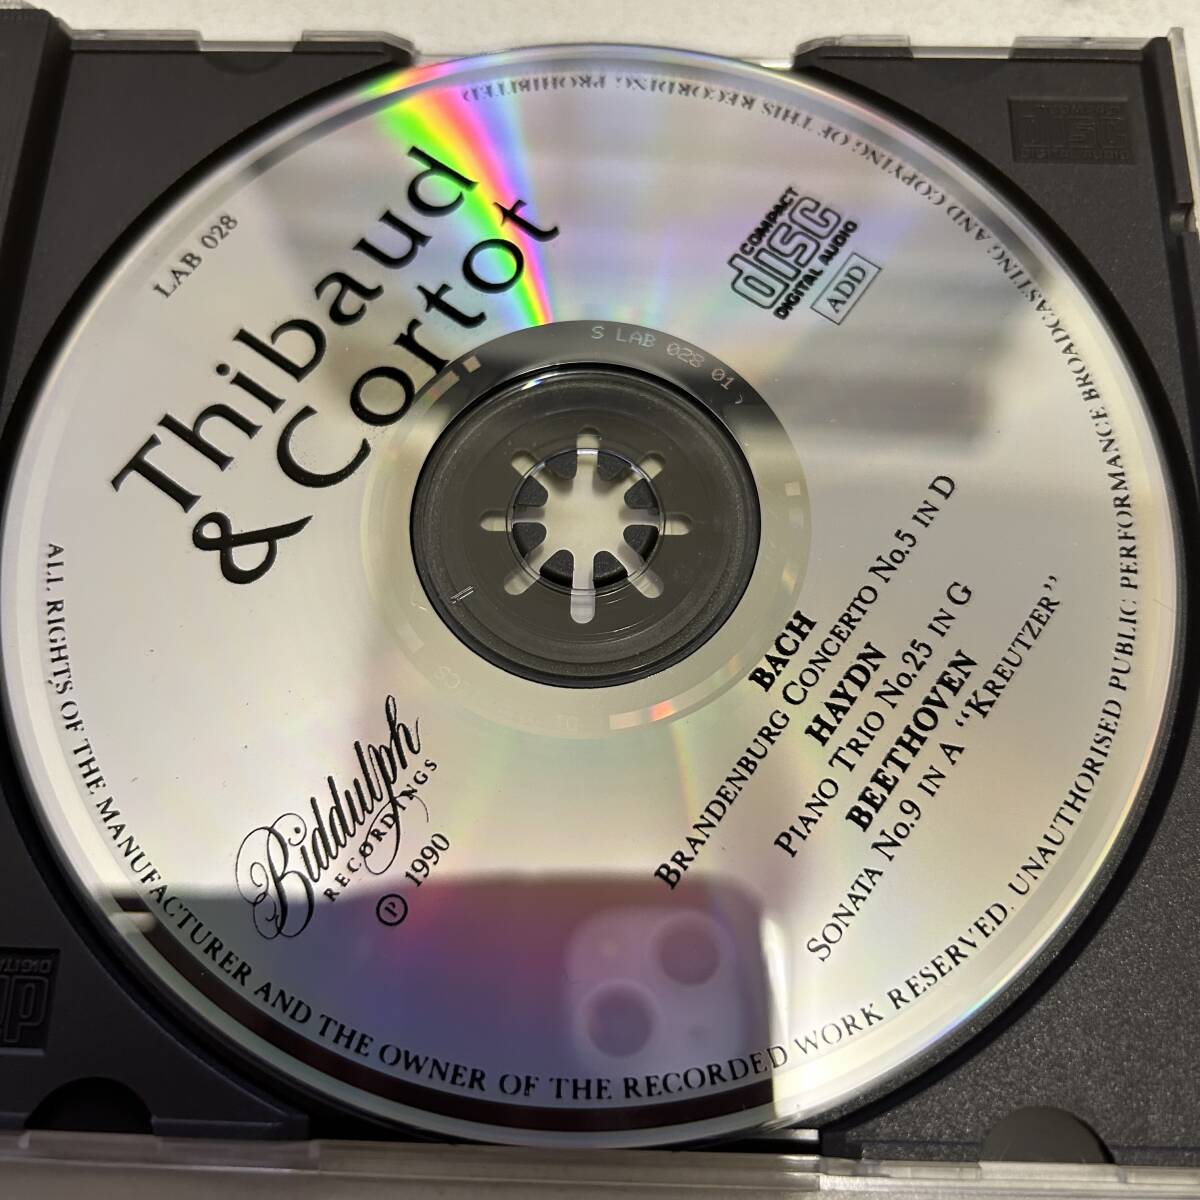 Thibaud
& Cortot
LAB 028
COMPACT
disc
DIGITAL AUDIO
ADD
S LAB 028 01
BACH
BRANDENBURG CONCERTO No.5 IN D
HAYDN
PIANO TRIO No.25 IN G
BEETHOVEN
SONATA No.9 IN A "KREUTZER"
Biddulph
RECORDINGS
℗ 1990
ALL RIGHTS OF THE MANUFACTURER AND THE OWNER OF THE RECORDED WORK RESERVED. UNAUTHORISED PUBLIC PERFORMANCE BROADCASTING AND COPYING OF THIS RECORDING PROHIBITED